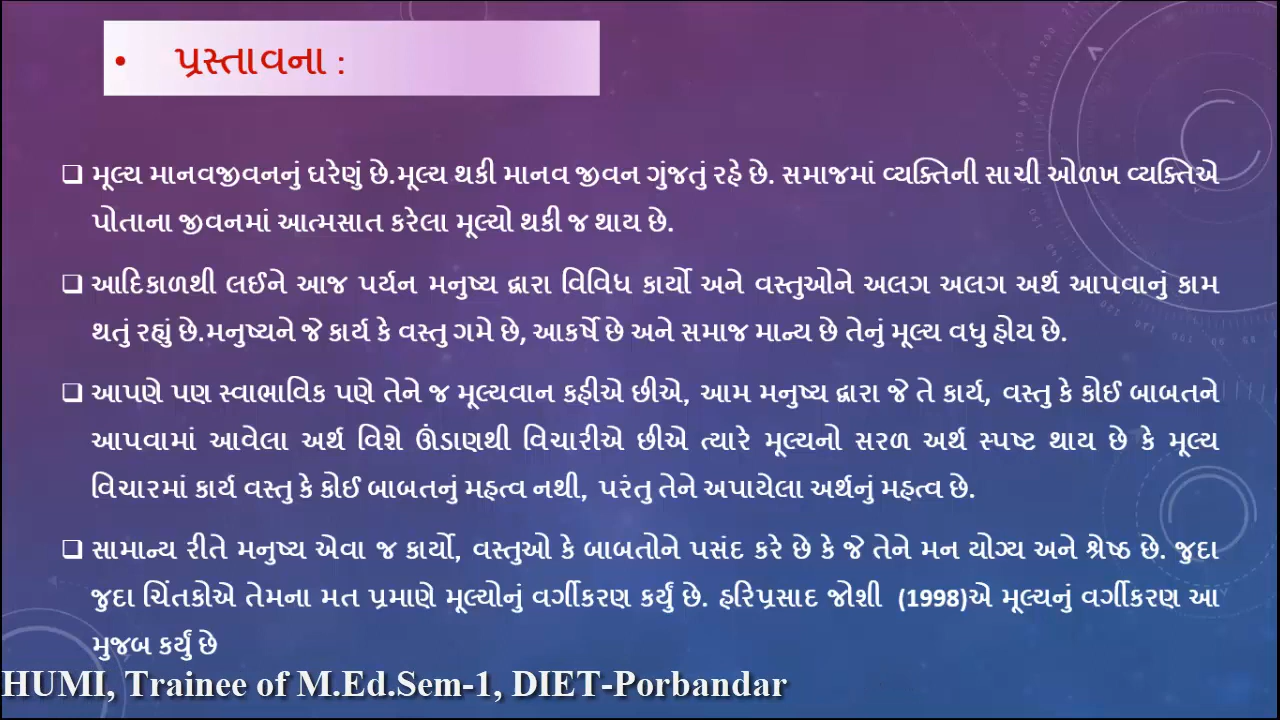 • પ્રસ્તાવના :
❑ મૂલ્ય માનવજીવનનું ઘરેણું છે.મૂલ્ય થકી માનવ જીવન ગુંજતું રહે છે. સમાજમાં વ્યક્તિની સાચી ઓળખ વ્યક્તિએ
પોતાના જીવનમાં આત્મસાત કરેલા મૂલ્યો થકી જ થાય છે.
❑ આદિકાળથી લઈને આજ પર્યન મનુષ્ય દ્વારા વિવિધ કાર્યો અને વસ્તુઓને અલગ અલગ અર્થ આપવાનું કામ
થતું રહ્યું છે.મનુષ્યને જે કાર્ય કે વસ્તુ ગમે છે, આકર્ષે છે અને સમાજ માન્ય છે તેનું મૂલ્ય વધુ હોય છે.
❑ આપણે પણ સ્વાભાવિક પણે તેને જ મૂલ્યવાન કહીએ છીએ, આમ મનુષ્ય દ્વારા જે તે કાર્ય, વસ્તુ કે કોઈ બાબતને
આપવામાં આવેલા અર્થ વિશે ઊંડાણથી વિચારીએ છીએ ત્યારે મૂલ્યનો સરળ અર્થ સ્પષ્ટ થાય છે કે મૂલ્ય
વિચારમાં કાર્ય વસ્તુ કે કોઈ બાબતનું મહત્વ નથી, પરંતુ તેને અપાયેલા અર્થનું મહત્વ છે.
❑ સામાન્ય રીતે મનુષ્ય એવા જ કાર્યો, વસ્તુઓ કે બાબતોને પસંદ કરે છે કે જે તેને મન યોગ્ય અને શ્રેષ્ઠ છે. જુદા
જુદા ચિંતકોએ તેમના મત પ્રમાણે મૂલ્યોનું વર્ગીકરણ કર્યું છે. હરિપ્રસાદ જોશી (1998)એ મૂલ્યનું વર્ગીકરણ આ
મુજબ કર્યું છે
HUMI, Trainee of M.Ed.Sem-1, DIET-Porbandar